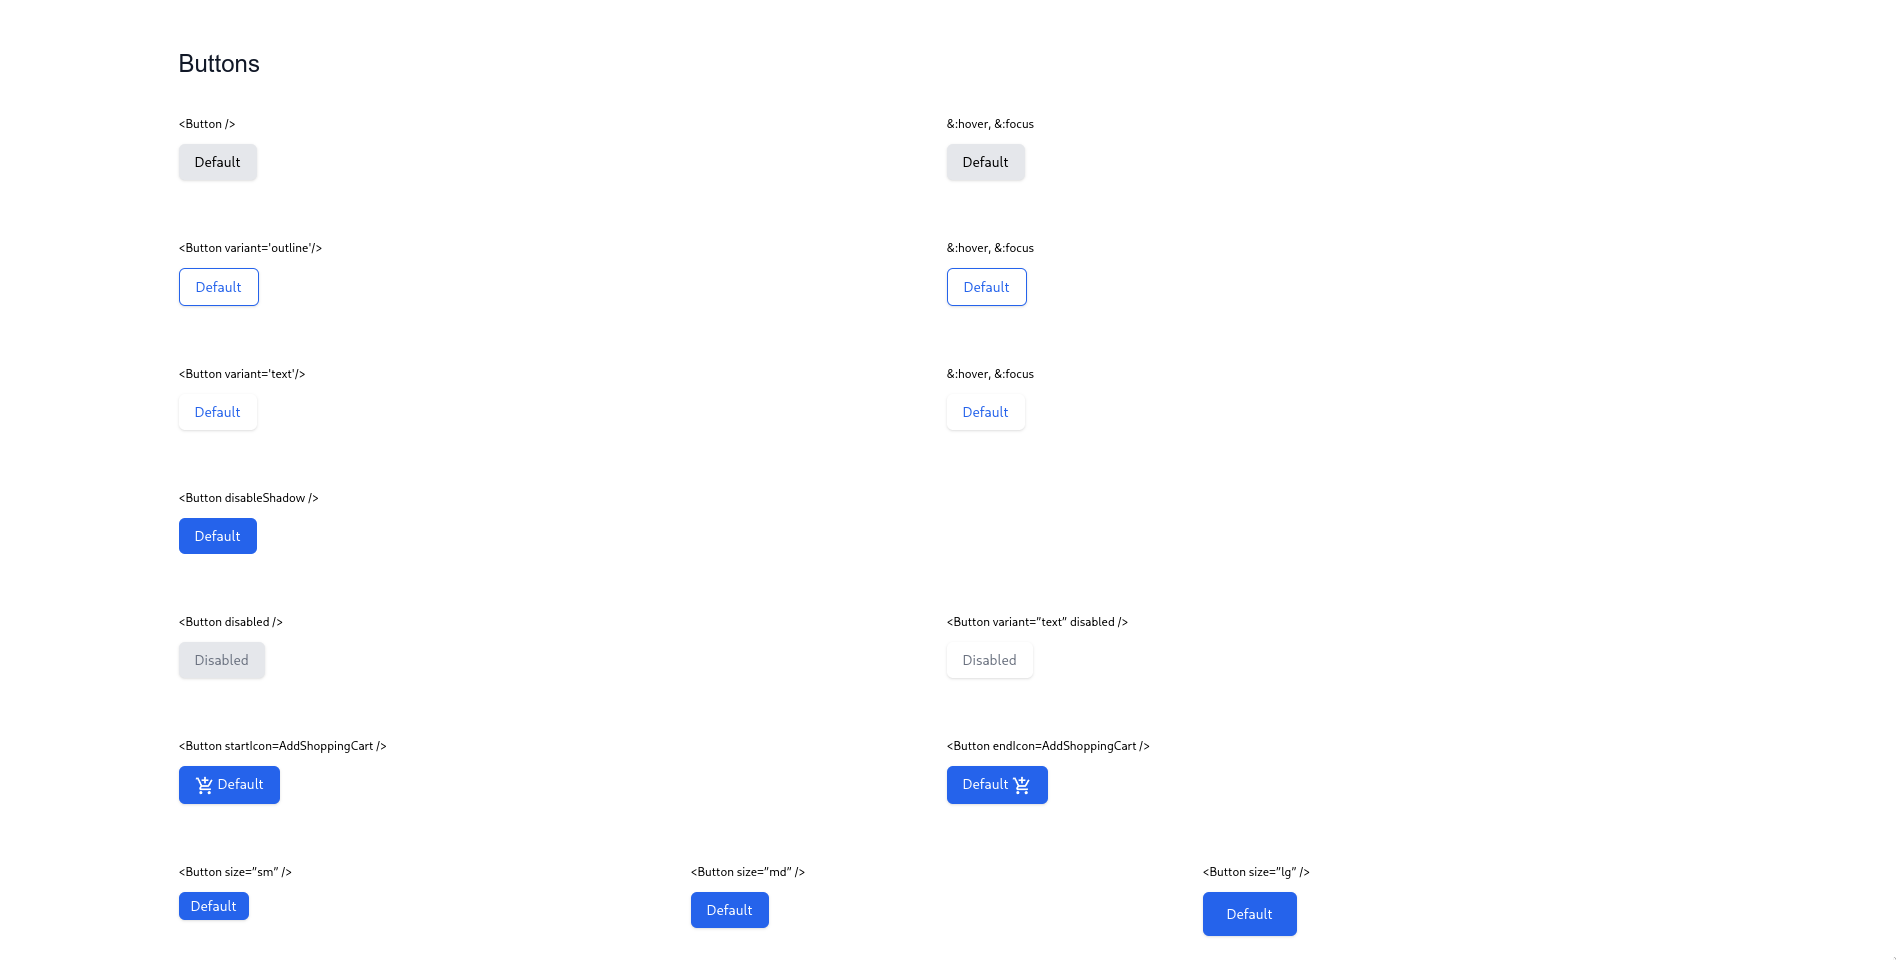 Buttons
<Button />
&:hover, &:focus
Default
Default
<Button variant='outline'/>
&:hover, &:focus
Default
Default
<Button variant='text'/>
&:hover, &:focus
Default
Default
<Button disableShadow />
Default
<Button disabled />
<Button variant=”text” disabled />
Disabled
Disabled
<Button startIcon=AddShoppingCart />
<Button endIcon=AddShoppingCart />
Default
Default
<Button size=”sm” />
<Button size=”md” />
<Button size=”lg” />
Default
Default
Default